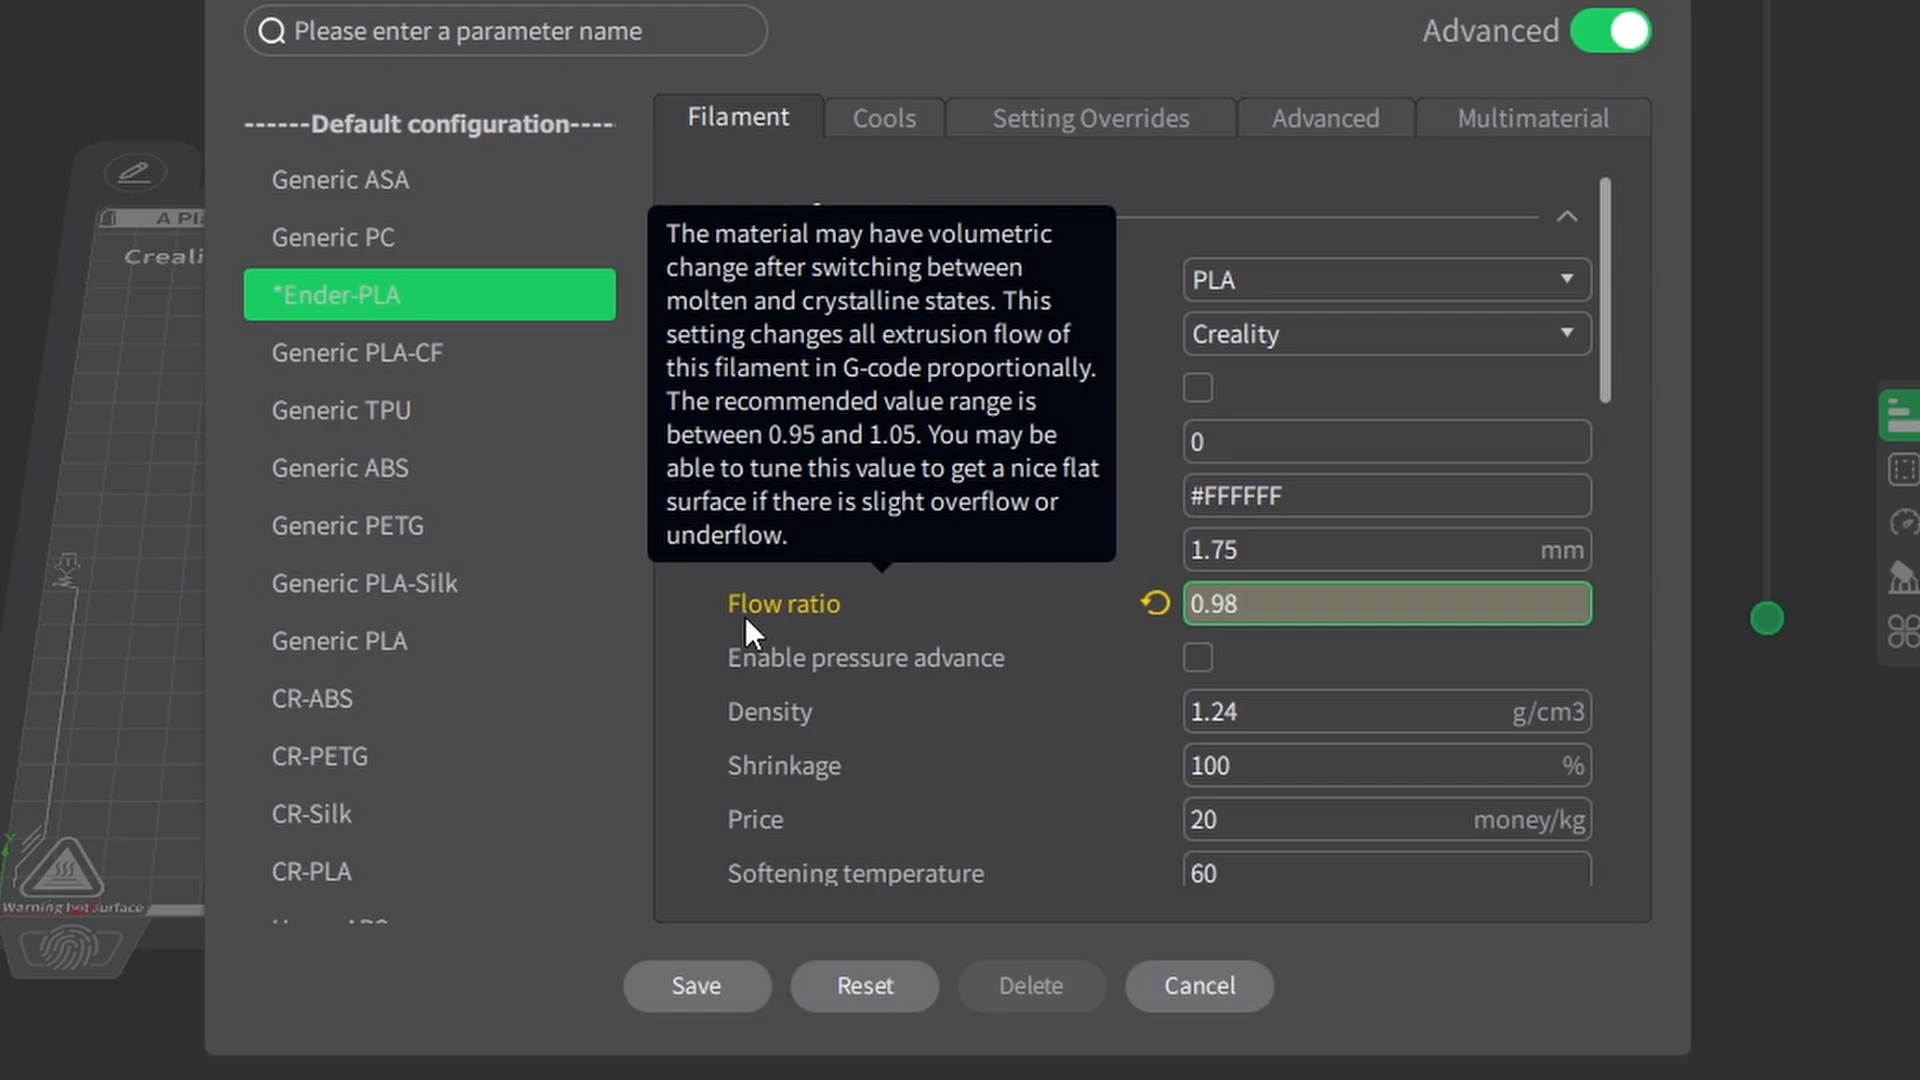 Please enter a parameter name
Advanced
------Default configuration----
Generic ASA
Generic PC
*Ender-PLA
Generic PLA-CF
Generic TPU
Generic ABS
Generic PETG
Generic PLA-Silk
Generic PLA
CR-ABS
CR-PETG
CR-Silk
CR-PLA
Filament
Cools
Setting Overrides
Advanced
Multimaterial
The material may have volumetric
change after switching between
molten and crystalline states. This
setting changes all extrusion flow of
this filament in G-code proportionally.
The recommended value range is
between 0.95 and 1.05. You may be
able to tune this value to get a nice flat
surface if there is slight overflow or
underflow.
PLA
Creality
0
#FFFFFF
1.75 mm
Flow ratio 0.98
Enable pressure advance
Density 1.24 g/cm3
Shrinkage 100 %
Price 20 money/kg
Softening temperature 60
Save
Reset
Delete
Cancel
A Pl
Creali
Y
Warning hot surface